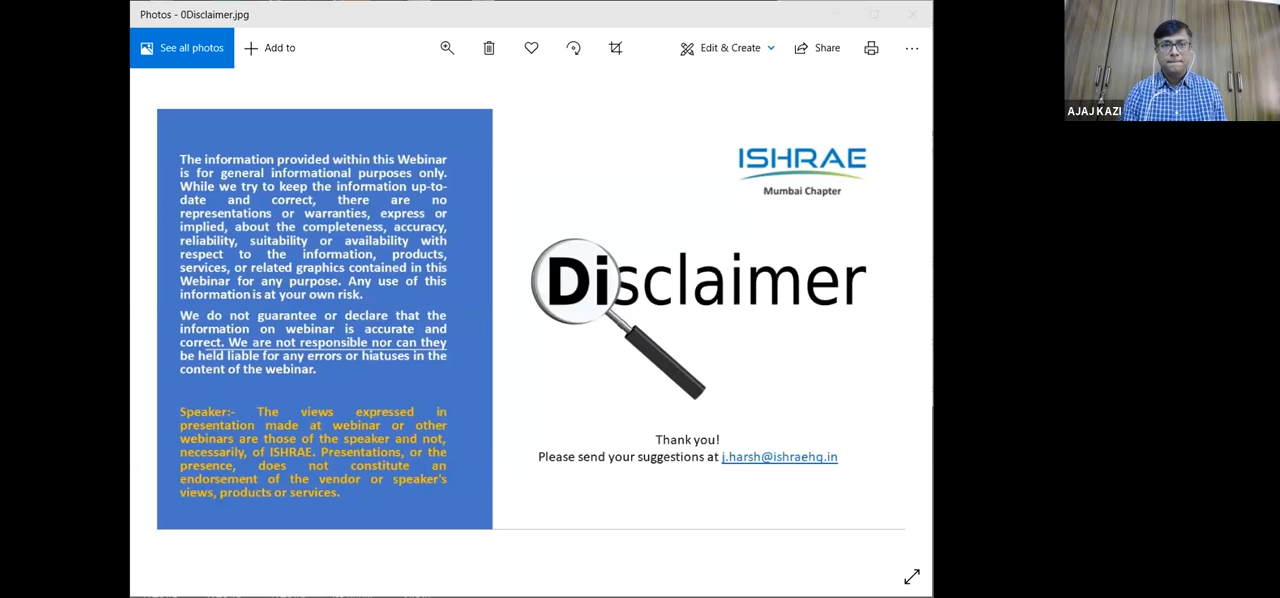 Photos - 0Disclaimer.jpg
See all photos
Add to
Edit & Create
Share
AJAJ KAZI
The information provided within this Webinar
is for general informational purposes only.
While we try to keep the information up-to-
date and correct, there are no
representations or warranties, express or
implied, about the completeness, accuracy,
reliability, suitability or availability with
respect to the information, products,
services, or related graphics contained in this
Webinar for any purpose. Any use of this
information is at your own risk.
We do not guarantee or declare that the
information on webinar is accurate and
correct. We are not responsible nor can they
be held liable for any errors or hiatuses in the
content of the webinar.
Speaker:- The views expressed in
presentation made at webinar or other
webinars are those of the speaker and not,
necessarily, of ISHRAE. Presentations, or the
presence, does not constitute an
endorsement of the vendor or speaker's
views, products or services.
ISHRAE
Mumbai Chapter
Disclaimer
Thank you!
Please send your suggestions at j.harsh@ishraehq.in